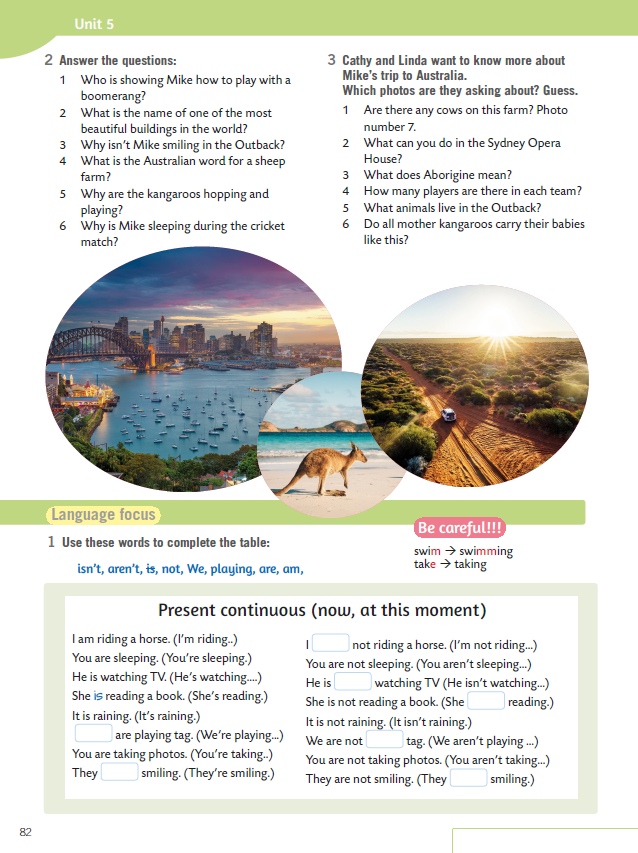 Unit 5
2 Answer the questions:
1 Who is showing Mike how to play with a
boomerang?
2 What is the name of one of the most
beautiful buildings in the world?
3 Why isn't Mike smiling in the Outback?
4 What is the Australian word for a sheep
farm?
5 Why are the kangaroos hopping and
playing?
6 Why is Mike sleeping during the cricket
match?
3 Cathy and Linda want to know more about
Mike's trip to Australia.
Which photos are they asking about? Guess.
1 Are there any cows on this farm? Photo
number 7.
2 What can you do in the Sydney Opera
House?
3 What does Aborigine mean?
4 How many players are there in each team?
5 What animals live in the Outback?
6 Do all mother kangaroos carry their babies
like this?
Language focus
1 Use these words to complete the table:
isn't, aren't, is, not, We, playing, are, am,
Be careful!!!
swim → swimming
take → taking
Present continuous (now, at this moment)
I am riding a horse. (I'm riding..)
You are sleeping. (You're sleeping.)
He is watching TV. (He's watching....)
She is reading a book. (She's reading.)
It is raining. (It's raining.)
are playing tag. (We're playing...)
You are taking photos. (You're taking..)
They smiling. (They're smiling.)
I not riding a horse. (I'm not riding...)
You are not sleeping. (You aren't sleeping...)
He is watching TV (He isn't watching...)
She is not reading a book. (She reading.)
It is not raining. (It isn't raining.)
We are not tag. (We aren't playing ...)
You are not taking photos. (You aren't taking...)
They are not smiling. (They smiling.)
82